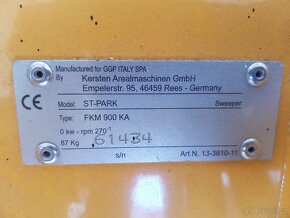 Manufactured for GGP ITALY SPA
By Kersten Arealmaschinen GmbH
Empelerstr. 95, 46459 Rees - Germany
CE
Model: ST-PARK Sweeper
Type: FKM 900 KA
0 kw - rpm 270⁻¹
87 Kg 51434
s/n Art.N. 13-3910-11